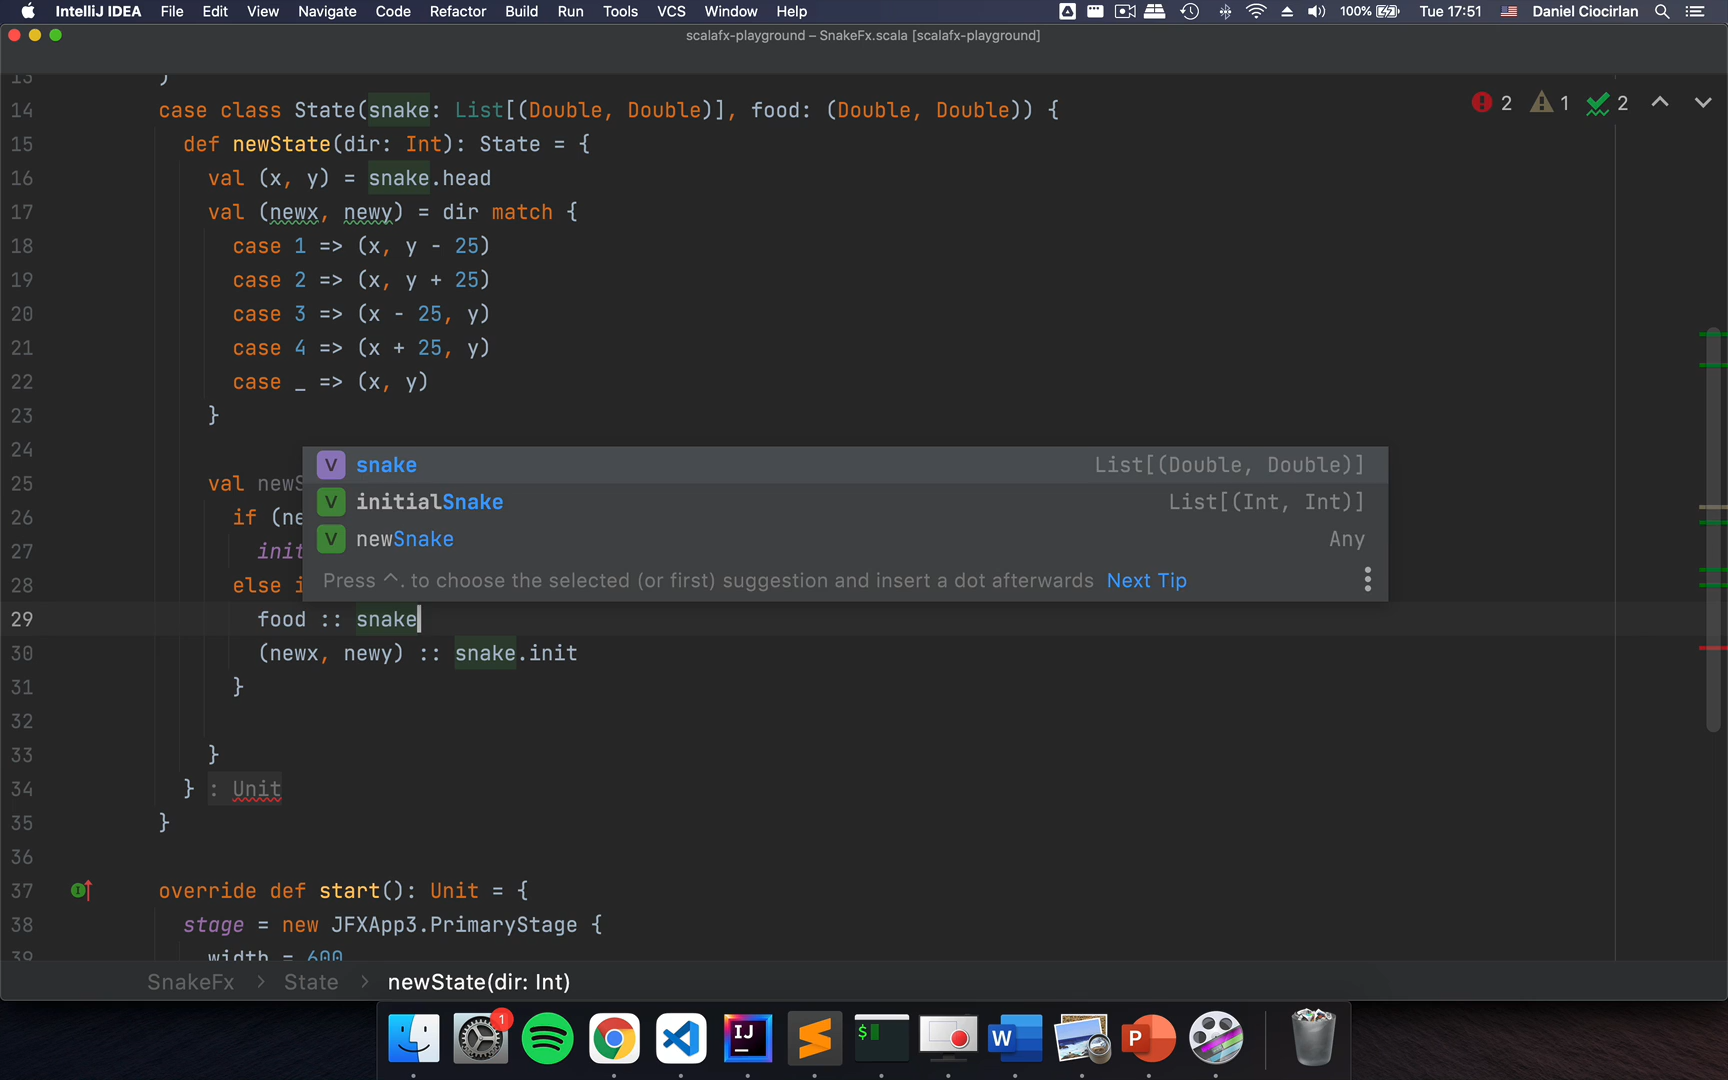 IntelliJ IDEA File Edit View Navigate Code Refactor Build Run Tools VCS Window Help 100% Tue 17:51 Daniel Ciocirlan
scalafx-playground – SnakeFx.scala [scalafx-playground]
13 )
14 case class State(snake: List[(Double, Double)], food: (Double, Double)) {
2 1 2
15 def newState(dir: Int): State = {
16 val (x, y) = snake.head
17 val (newx, newy) = dir match {
18 case 1 => (x, y - 25)
19 case 2 => (x, y + 25)
20 case 3 => (x - 25, y)
21 case 4 => (x + 25, y)
22 case _ => (x, y)
23 }
24
V snake List[(Double, Double)]
25 val newS
V initialSnake List[(Int, Int)]
26 if (ne
V newSnake Any
27 init
Press ^. to choose the selected (or first) suggestion and insert a dot afterwards Next Tip
28 else i
29 food :: snake
30 (newx, newy) :: snake.init
31 }
32
33 }
34 } : Unit
35 }
36
37 override def start(): Unit = {
38 stage = new JFXApp3.PrimaryStage {
39 width = 600
SnakeFx > State > newState(dir: Int)
1
IJ
$
W
P